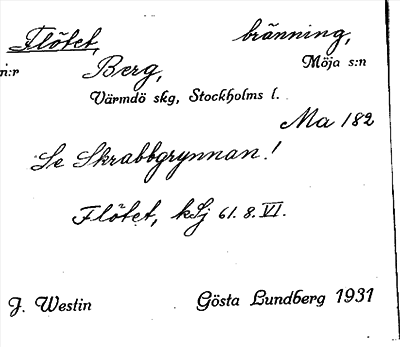 Flötet, bränning,
n:r Berg, Möja s:n
Värmdö skg, Stockholms l.
Ma 182
Se Skrabbgrynnan!
Flötet, kSj 61. 8. VI.
J. Westin Gösta Lundberg 1931